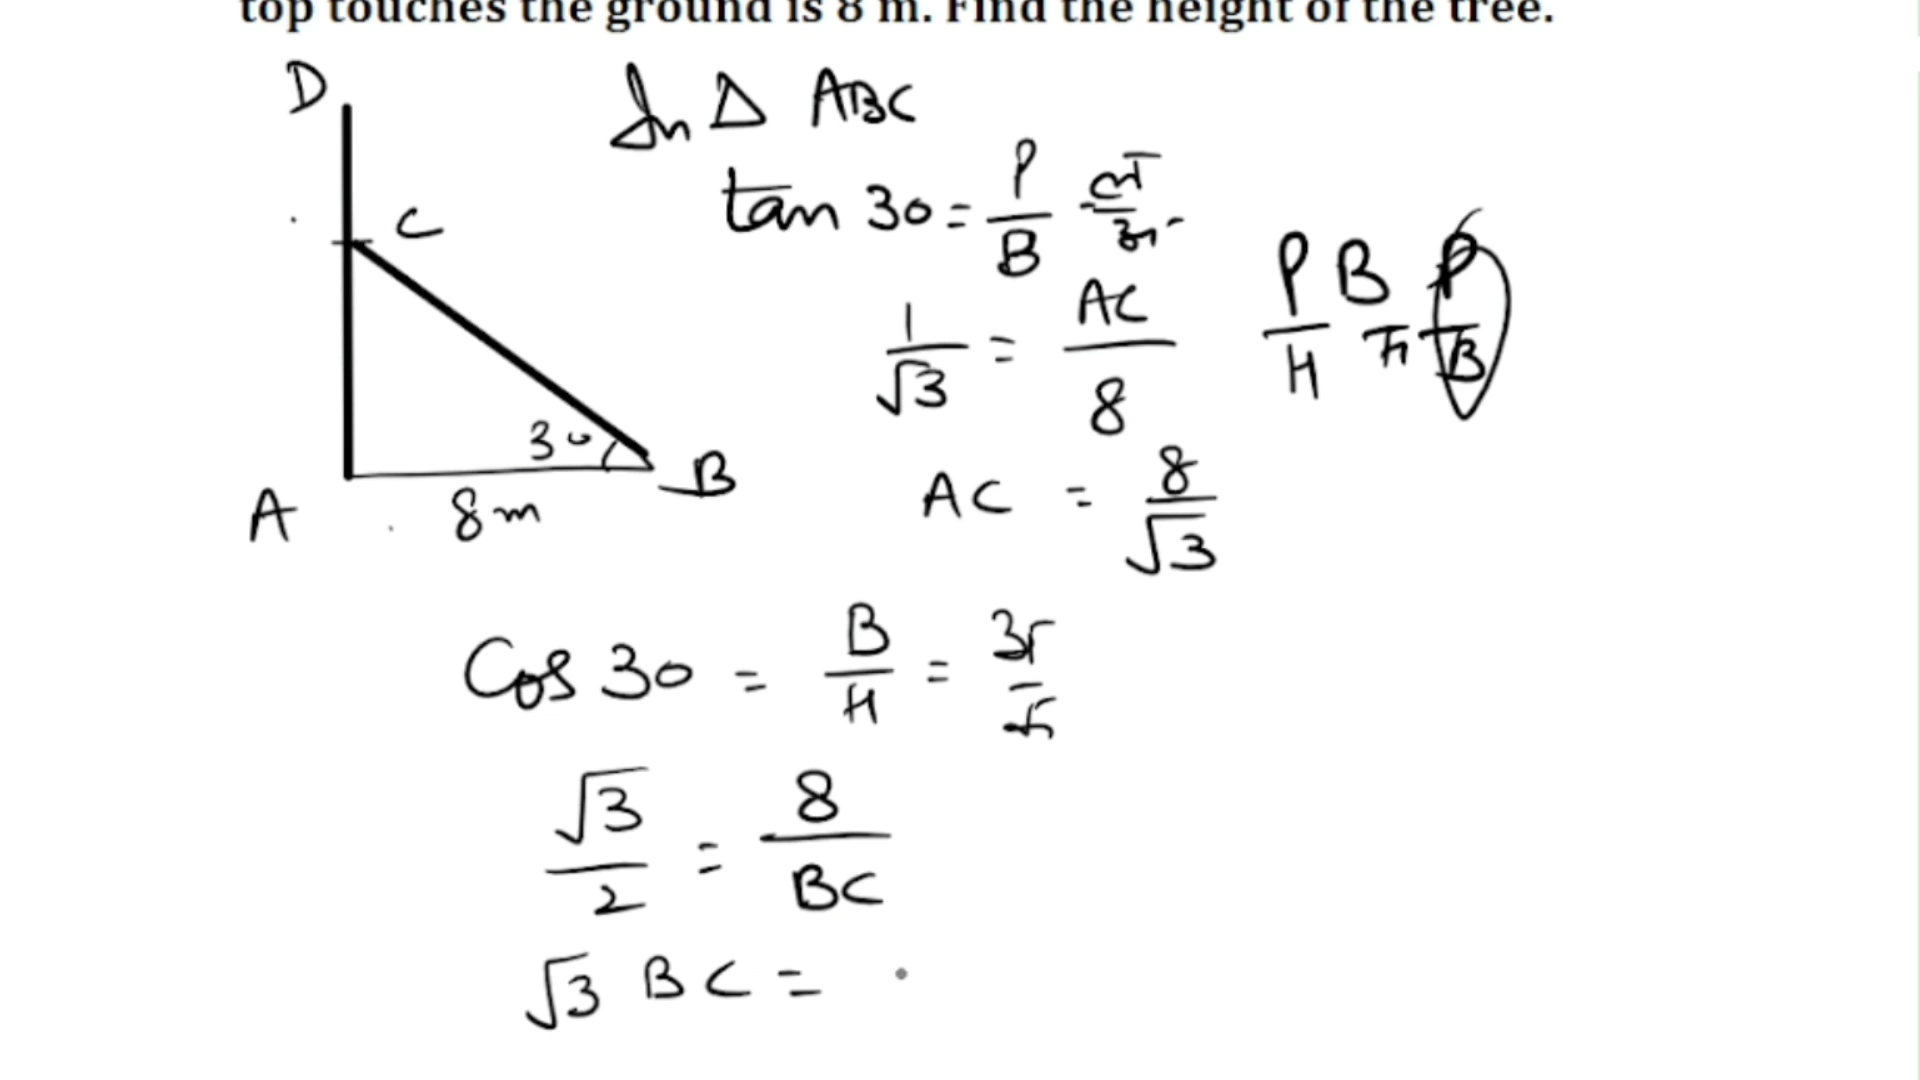 top touches the ground is 8 m. Find the height of the tree.
D
C
30
A
8m
B
In Δ ABC
tan 30 = P/B
P/H B/H P/B
1/√3 = AC/8
AC = 8/√3
Cos 30 = B/H =
√3/2 = 8/BC
√3 BC =